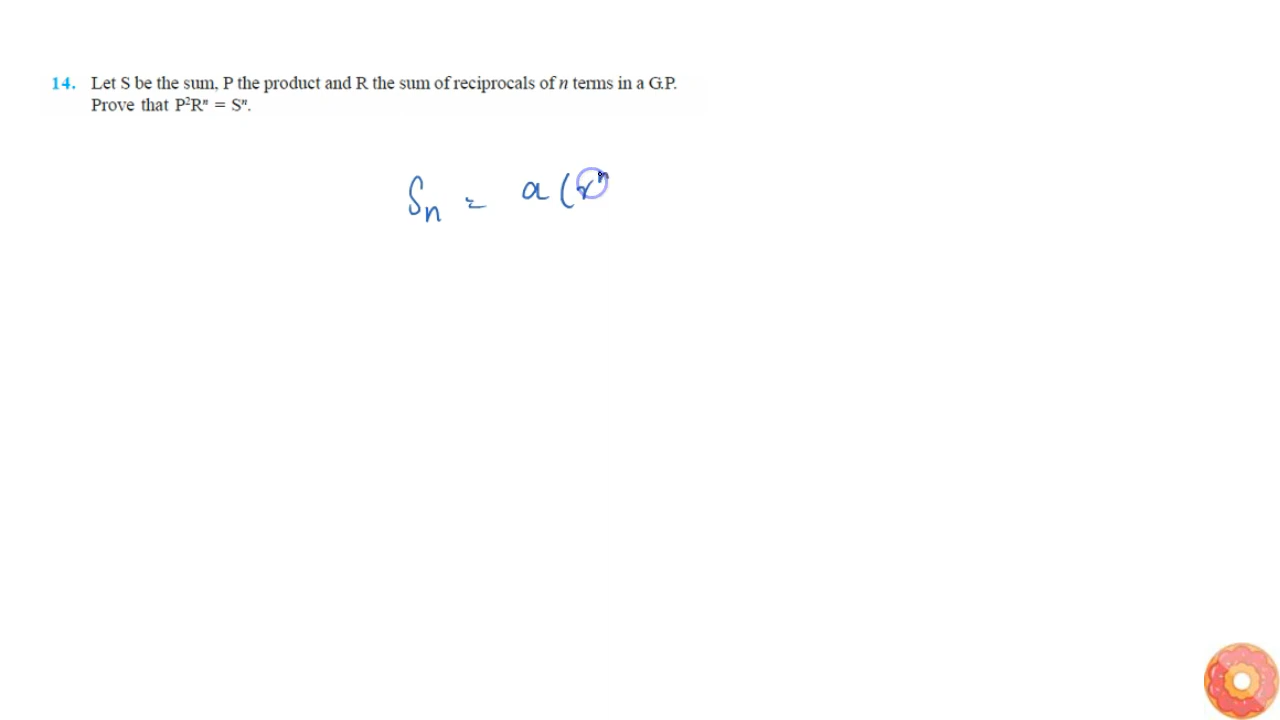 14. Let S be the sum, P the product and R the sum of reciprocals of n terms in a G.P.
Prove that P²Rⁿ = Sⁿ.
Sₙ = a(rⁿ